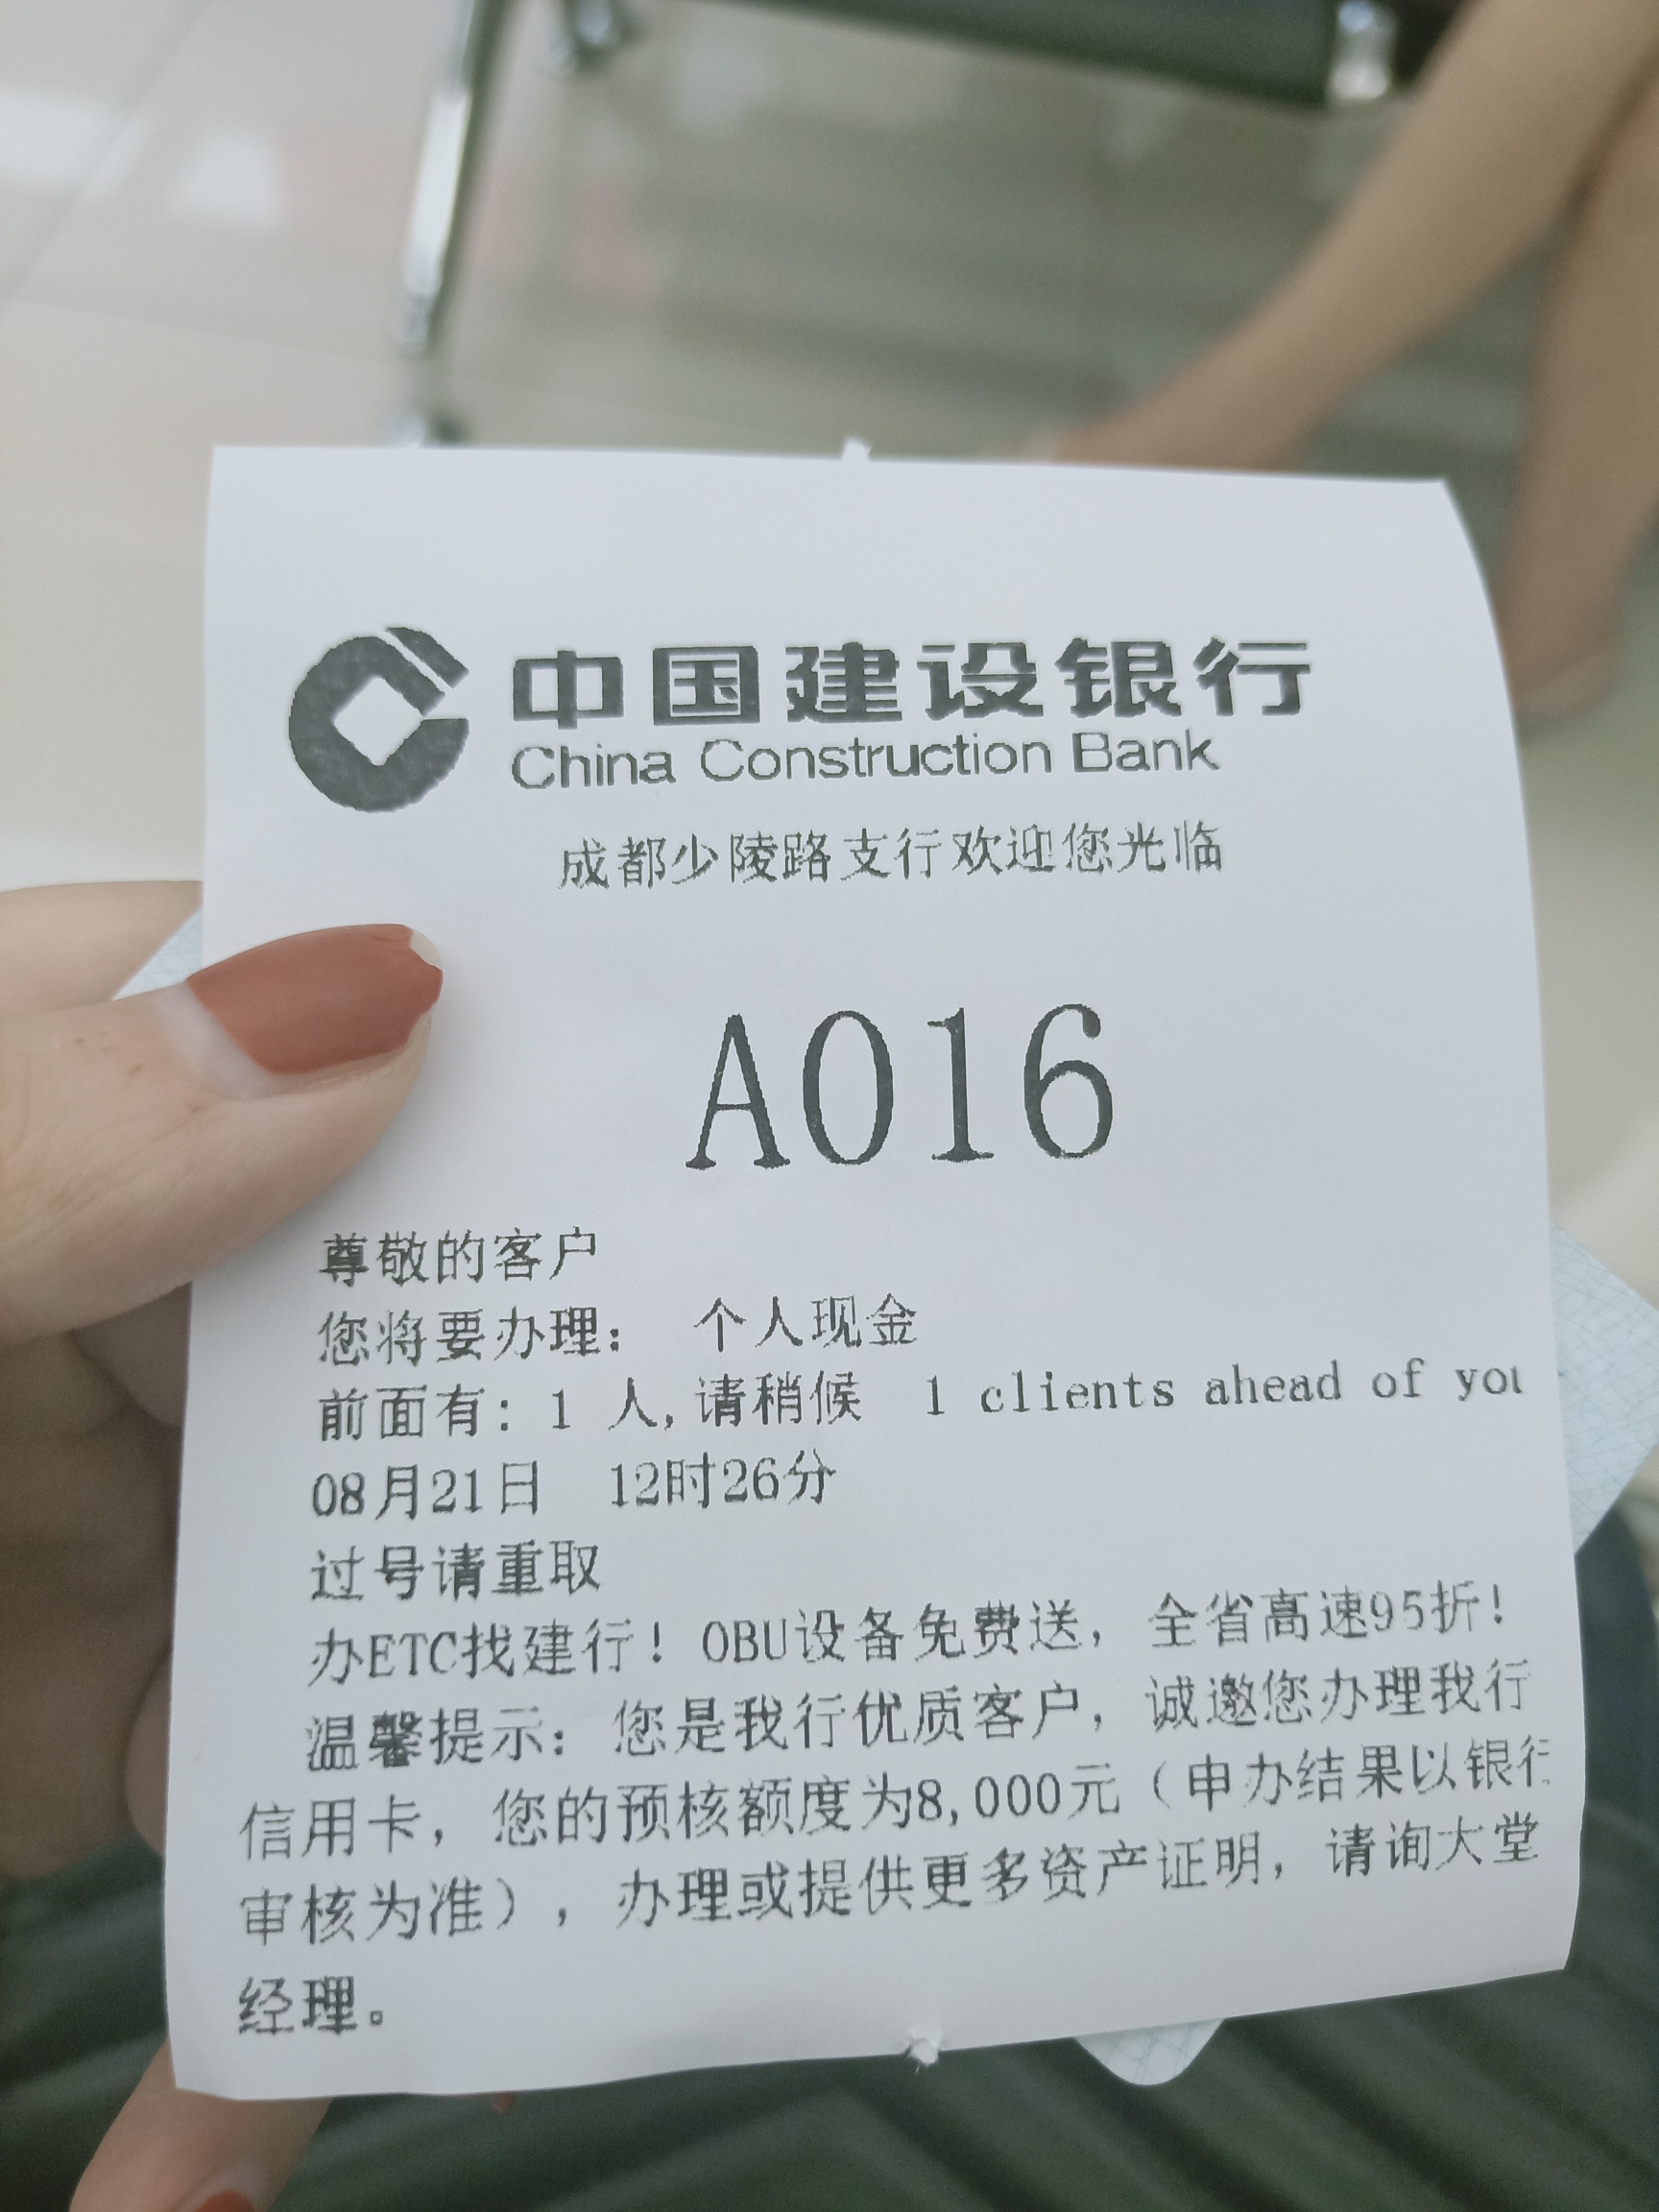 中国建设银行
China Construction Bank
成都少陵路支行欢迎您光临
A016
尊敬的客户
您将要办理： 个人现金
前面有：1 人,请稍候 1 clients ahead of you
08月21日 12时26分
过号请重取
办ETC找建行！OBU设备免费送，全省高速95折！
温馨提示：您是我行优质客户，诚邀您办理我行
信用卡，您的预核额度为8,000元（申办结果以银行
审核为准），办理或提供更多资产证明，请询大堂
经理。